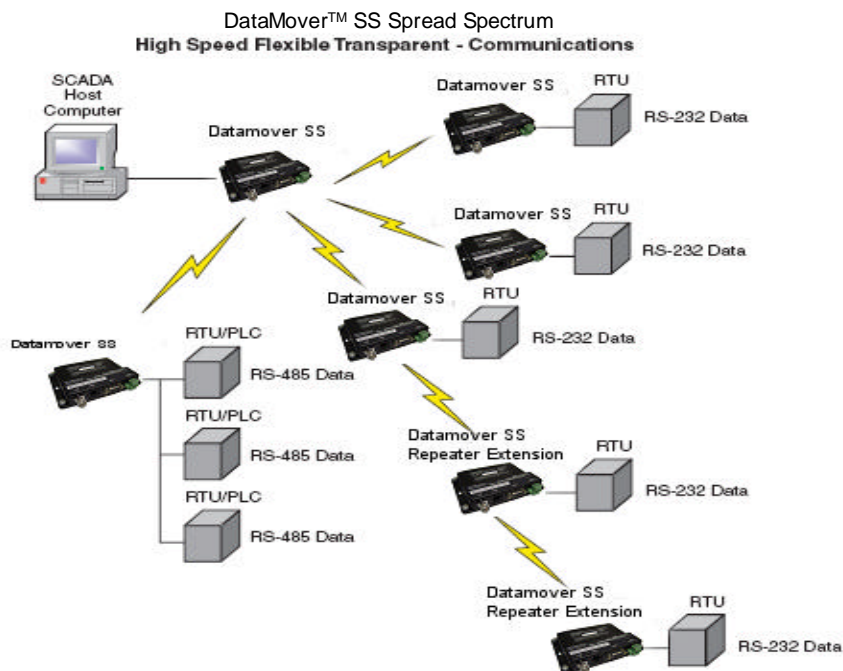 DataMover™ SS Spread Spectrum
High Speed Flexible Transparent - Communications
SCADA
Host
Computer
Datamover SS
Datamover SS
RTU
RS-232 Data
Datamover SS
RTU
RS-232 Data
Datamover SS
RTU
RS-232 Data
Datamover SS
RTU/PLC
RS-485 Data
RTU/PLC
RS-485 Data
RTU/PLC
RS-485 Data
Datamover SS
Repeater Extension
RTU
RS-232 Data
Datamover SS
Repeater Extension
RTU
RS-232 Data